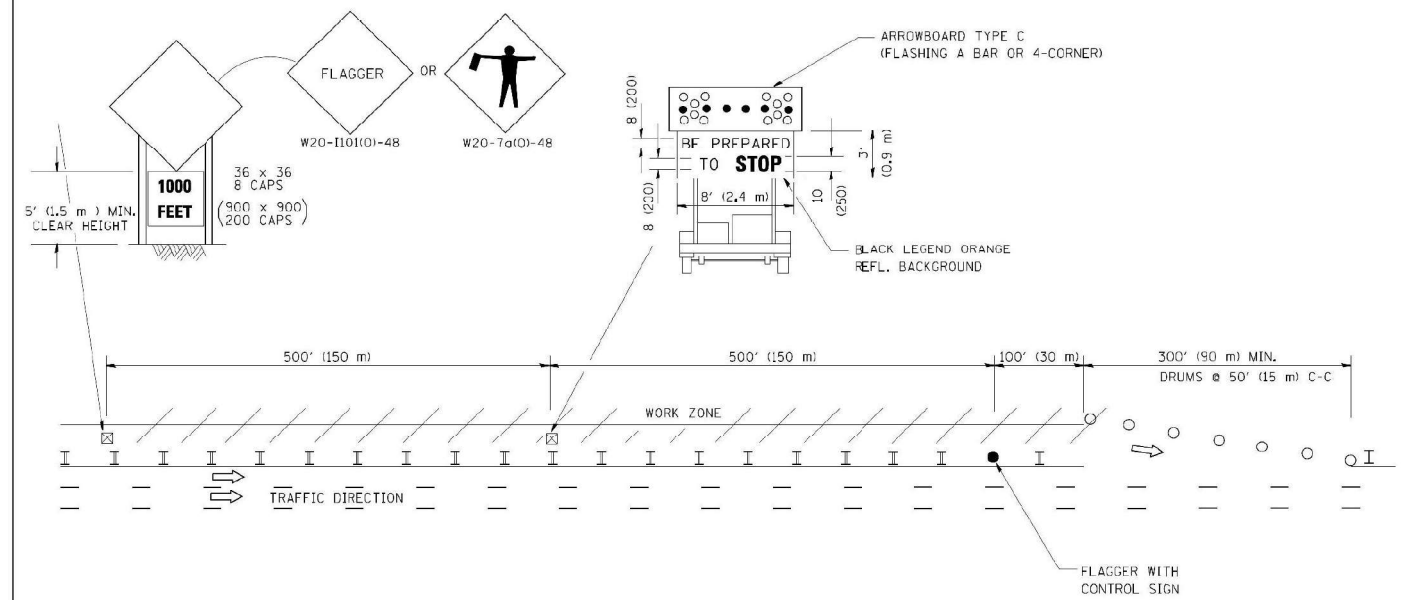 FLAGGER
OR
W20-I101(O)-48
W20-7a(O)-48
1000
FEET
36 x 36
8 CAPS
(900 x 900)
200 CAPS
5' (1.5 m ) MIN.
CLEAR HEIGHT
ARROWBOARD TYPE C
(FLASHING A BAR OR 4-CORNER)
8 (200)
BE PREPARED
TO STOP
3'
(0.9 m)
8 (200)
8' (2.4 m)
10
(250)
BLACK LEGEND ORANGE
REFL. BACKGROUND
500' (150 m)
500' (150 m)
100' (30 m)
300' (90 m) MIN.
DRUMS @ 50' (15 m) C-C
WORK ZONE
TRAFFIC DIRECTION
FLAGGER WITH
CONTROL SIGN